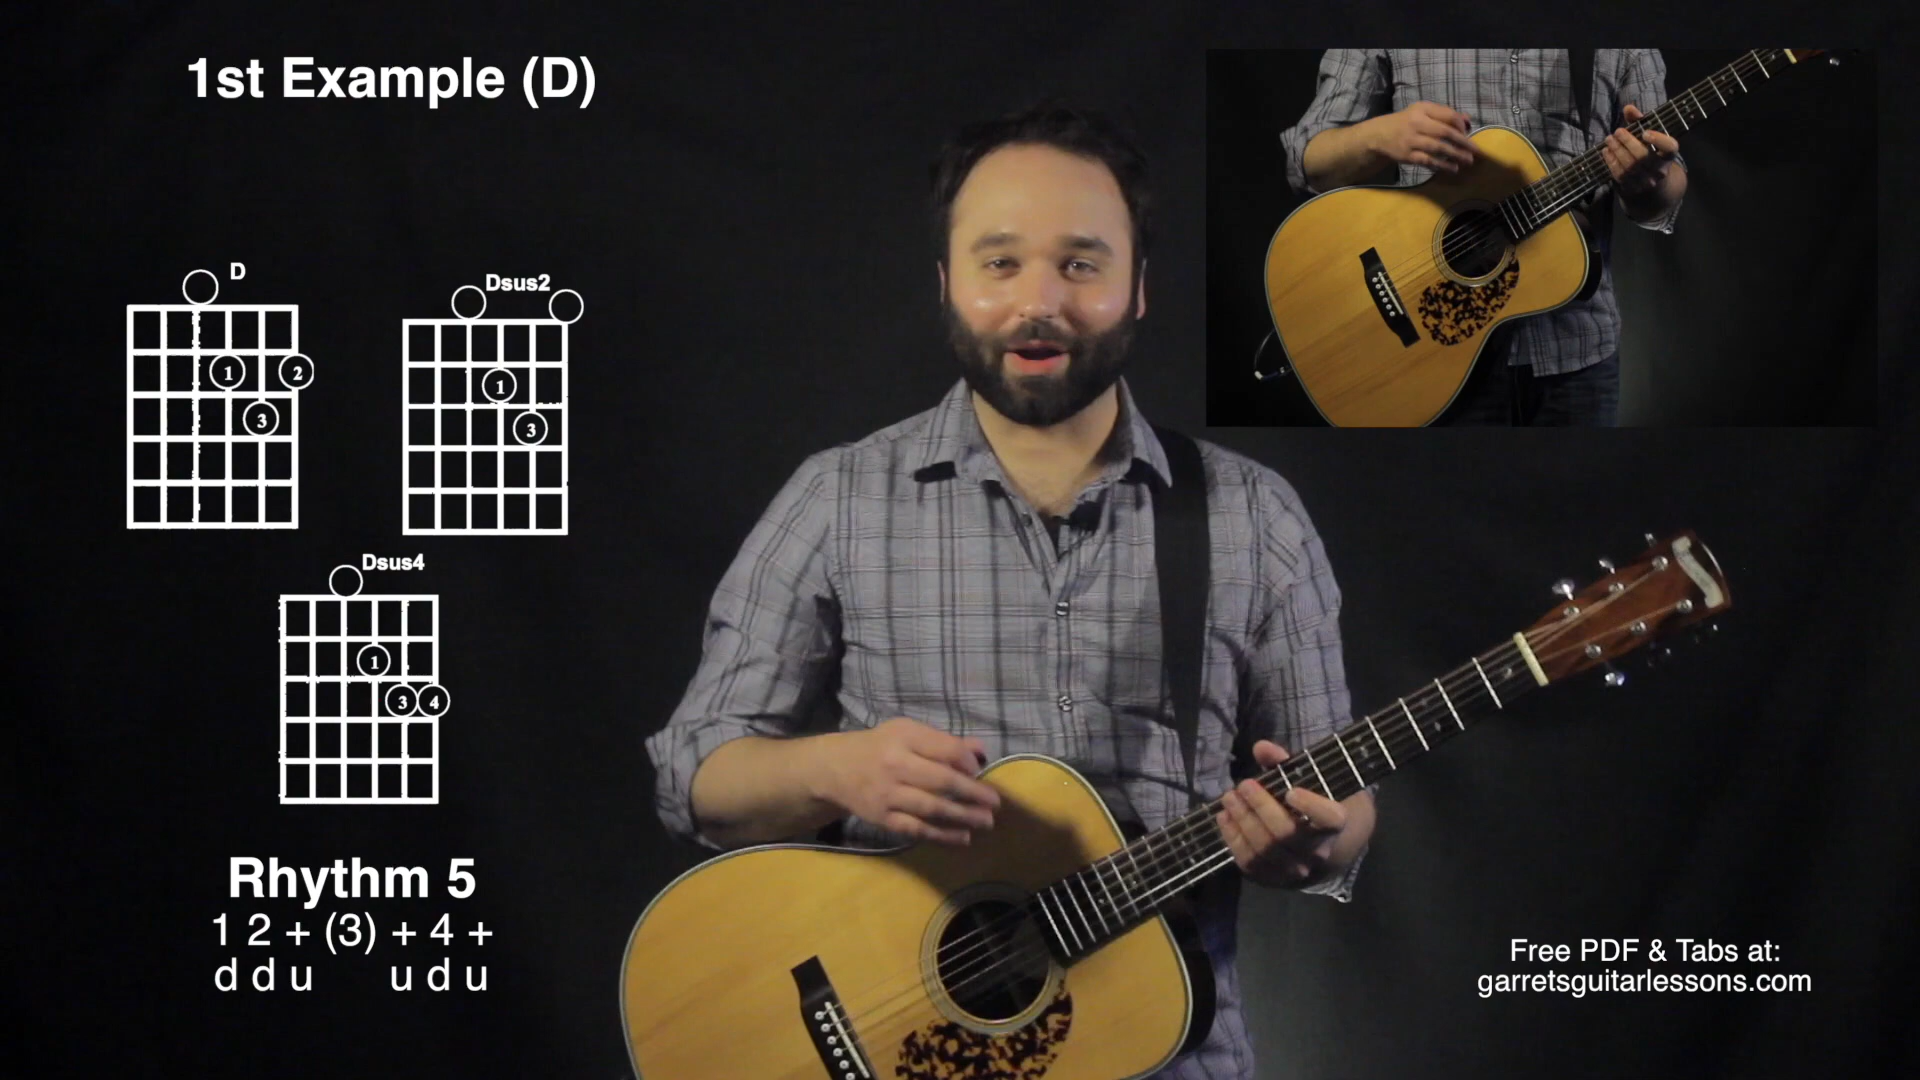 1st Example (D)
D
1 2
3
Dsus2
1
3
Dsus4
1
3 4
Rhythm 5
1 2 + (3) + 4 +
d d u u d u
Free PDF & Tabs at:
garretsguitarlessons.com